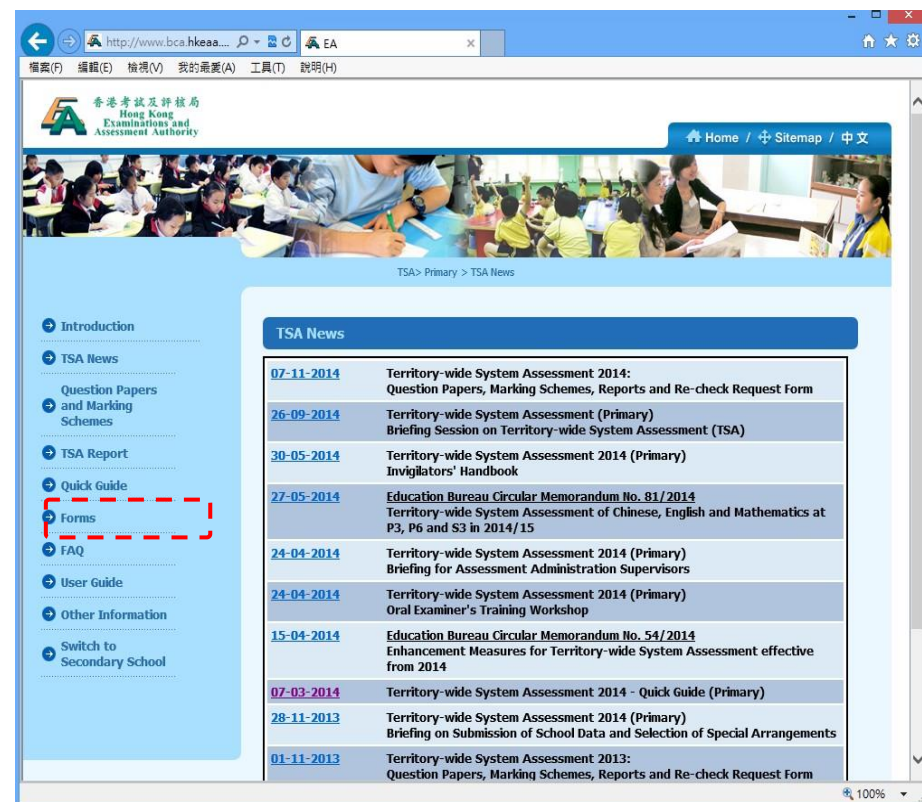 http://www.bca.hkeaa....
EA
檔案(F) 編輯(E) 檢視(V) 我的最愛(A) 工具(T) 說明(H)
香港考試及評核局
Hong Kong
Examinations and
Assessment Authority
Home / Sitemap / 中文
TSA> Primary > TSA News
Introduction
TSA News
Question Papers
and Marking
Schemes
TSA Report
Quick Guide
Forms
FAQ
User Guide
Other Information
Switch to
Secondary School
TSA News
07-11-2014 Territory-wide System Assessment 2014:
Question Papers, Marking Schemes, Reports and Re-check Request Form
26-09-2014 Territory-wide System Assessment (Primary)
Briefing Session on Territory-wide System Assessment (TSA)
30-05-2014 Territory-wide System Assessment 2014 (Primary)
Invigilators' Handbook
27-05-2014 Education Bureau Circular Memorandum No. 81/2014
Territory-wide System Assessment of Chinese, English and Mathematics at
P3, P6 and S3 in 2014/15
24-04-2014 Territory-wide System Assessment 2014 (Primary)
Briefing for Assessment Administration Supervisors
24-04-2014 Territory-wide System Assessment 2014 (Primary)
Oral Examiner's Training Workshop
15-04-2014 Education Bureau Circular Memorandum No. 54/2014
Enhancement Measures for Territory-wide System Assessment effective
from 2014
07-03-2014 Territory-wide System Assessment 2014 - Quick Guide (Primary)
28-11-2013 Territory-wide System Assessment 2014 (Primary)
Briefing on Submission of School Data and Selection of Special Arrangements
01-11-2013 Territory-wide System Assessment 2013:
Question Papers, Marking Schemes, Reports and Re-check Request Form
100%